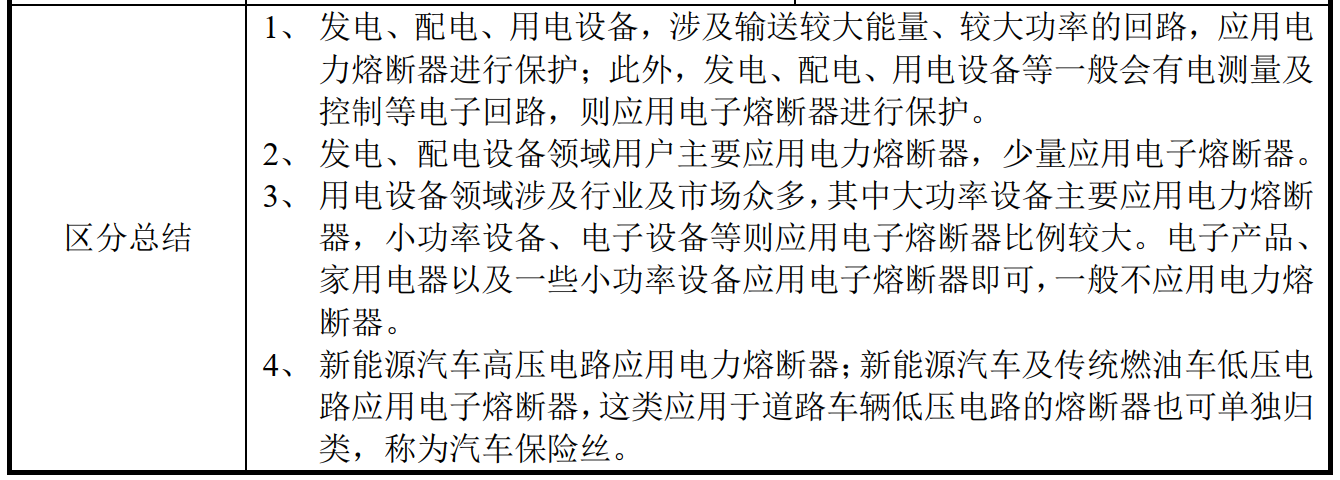 区分总结
1、 发电、配电、用电设备，涉及输送较大能量、较大功率的回路，应用电
力熔断器进行保护；此外，发电、配电、用电设备等一般会有电测量及
控制等电子回路，则应用电子熔断器进行保护。
2、 发电、配电设备领域用户主要应用电力熔断器，少量应用电子熔断器。
3、 用电设备领域涉及行业及市场众多，其中大功率设备主要应用电力熔断
器，小功率设备、电子设备等则应用电子熔断器比例较大。电子产品、
家用电器以及一些小功率设备应用电子熔断器即可，一般不应用电力熔
断器。
4、 新能源汽车高压电路应用电力熔断器；新能源汽车及传统燃油车低压电
路应用电子熔断器，这类应用于道路车辆低压电路的熔断器也可单独归
类，称为汽车保险丝。